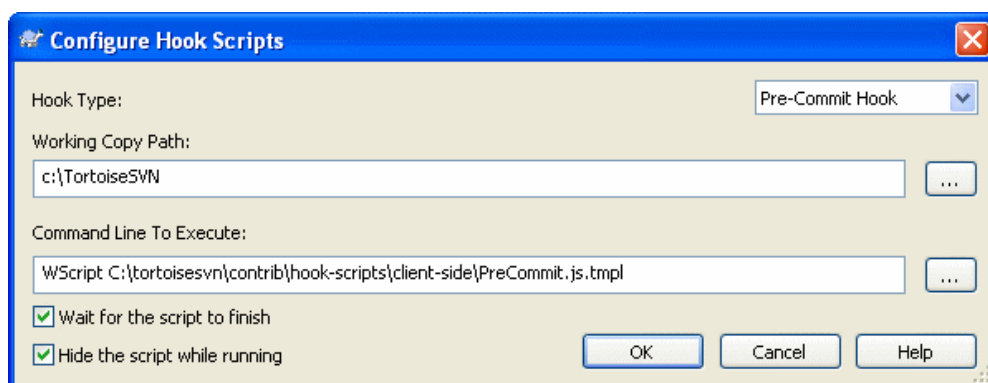 Configure Hook Scripts
Hook Type:
Pre-Commit Hook
Working Copy Path:
c:\TortoiseSVN
...
Command Line To Execute:
WScript C:\tortoisesvn\contrib\hook-scripts\client-side\PreCommit.js.tmpl
...
Wait for the script to finish
Hide the script while running
OK
Cancel
Help